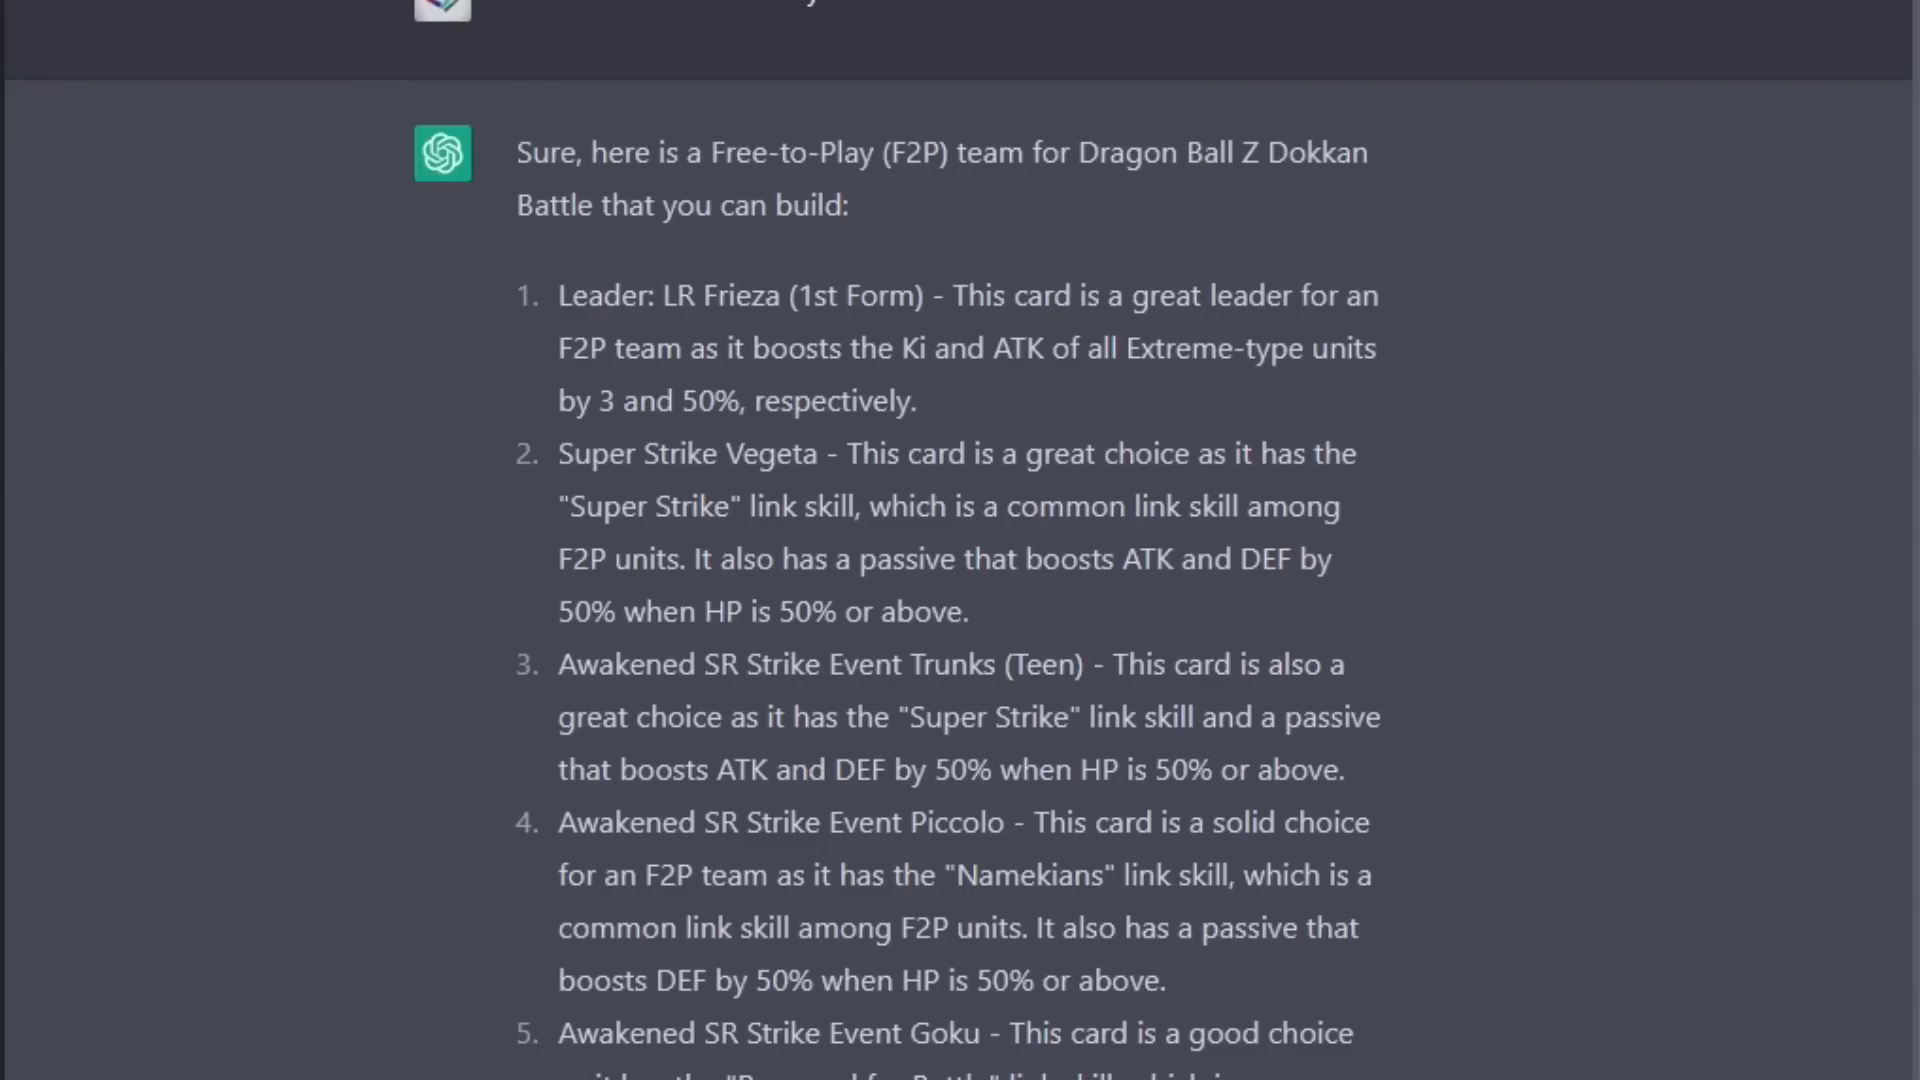 Sure, here is a Free-to-Play (F2P) team for Dragon Ball Z Dokkan
Battle that you can build:
1. Leader: LR Frieza (1st Form) - This card is a great leader for an
F2P team as it boosts the Ki and ATK of all Extreme-type units
by 3 and 50%, respectively.
2. Super Strike Vegeta - This card is a great choice as it has the
"Super Strike" link skill, which is a common link skill among
F2P units. It also has a passive that boosts ATK and DEF by
50% when HP is 50% or above.
3. Awakened SR Strike Event Trunks (Teen) - This card is also a
great choice as it has the "Super Strike" link skill and a passive
that boosts ATK and DEF by 50% when HP is 50% or above.
4. Awakened SR Strike Event Piccolo - This card is a solid choice
for an F2P team as it has the "Namekians" link skill, which is a
common link skill among F2P units. It also has a passive that
boosts DEF by 50% when HP is 50% or above.
5. Awakened SR Strike Event Goku - This card is a good choice